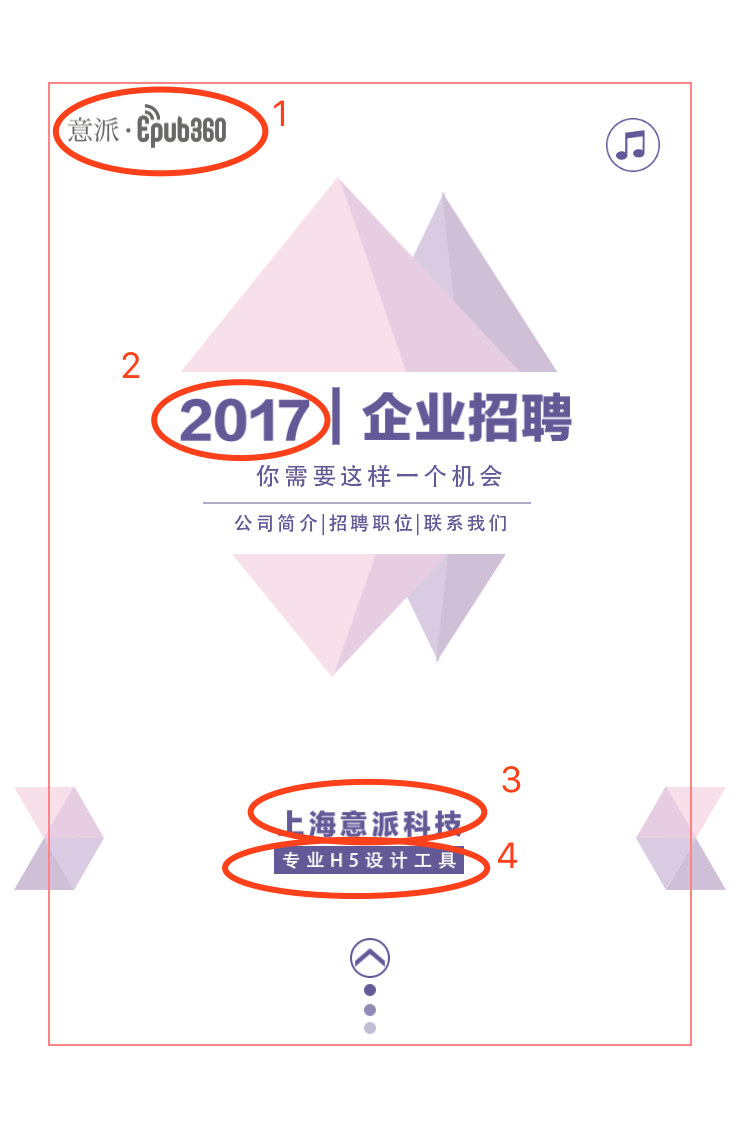 意派·Epub360
1
2
2017|企业招聘
你需要这样一个机会
公司简介|招聘职位|联系我们
3
上海意派科技
4
专业H5设计工具